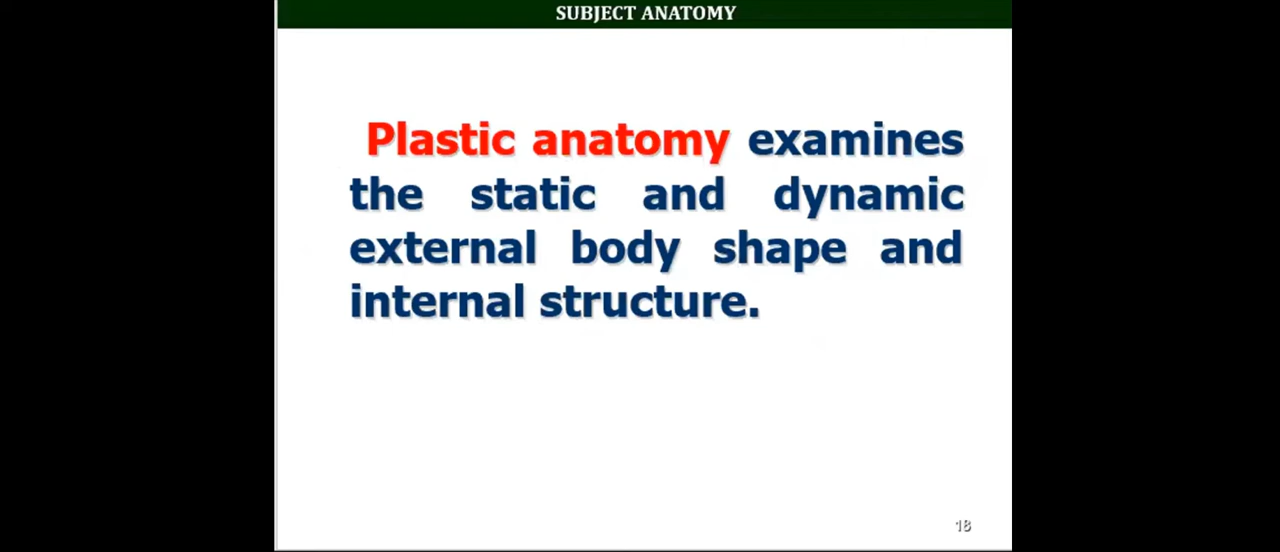 SUBJECT ANATOMY
Plastic anatomy examines
the static and dynamic
external body shape and
internal structure.
18